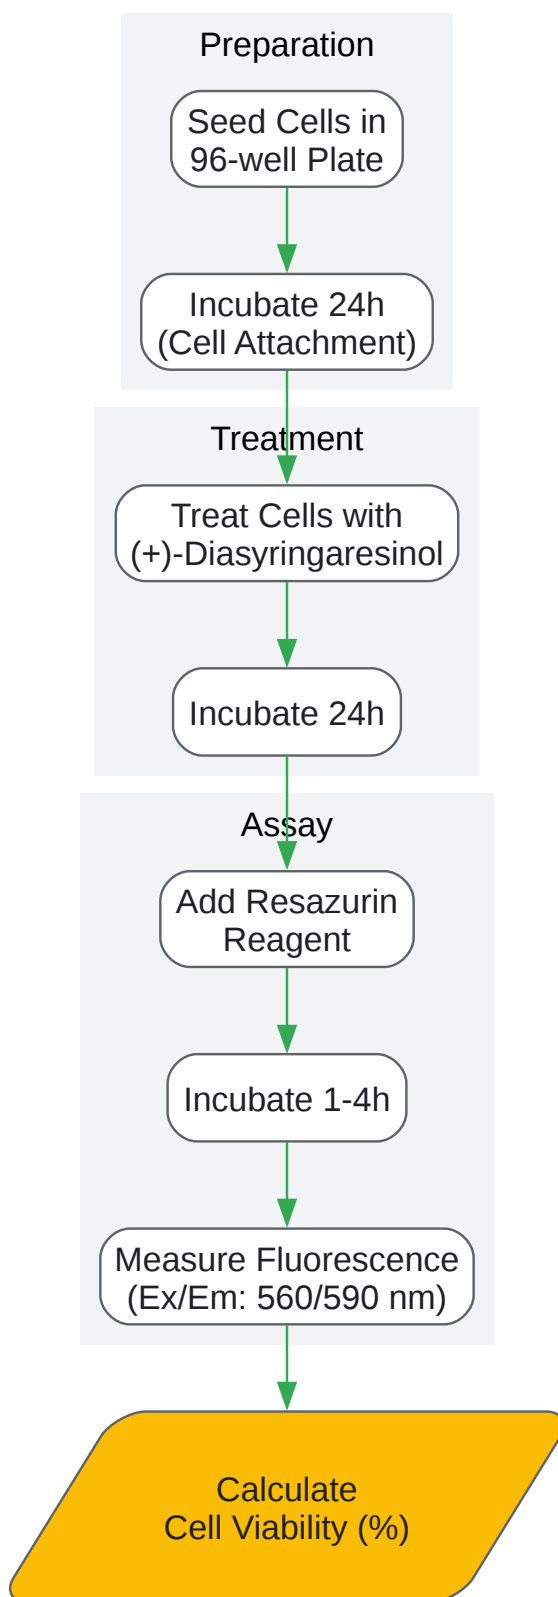 Preparation
Seed Cells in
96-well Plate
Incubate 24h
(Cell Attachment)
Treatment
Treat Cells with
(+)-Diasyringaresinol
Incubate 24h
Assay
Add Resazurin
Reagent
Incubate 1-4h
Measure Fluorescence
(Ex/Em: 560/590 nm)
Calculate
Cell Viability (%)